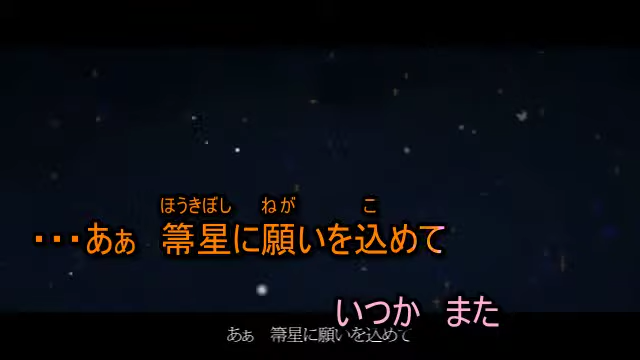 ほうきぼし ねが こ
・・・あぁ 箒星に願いを込めて
いつか また
あぁ 箒星に願いを込めて